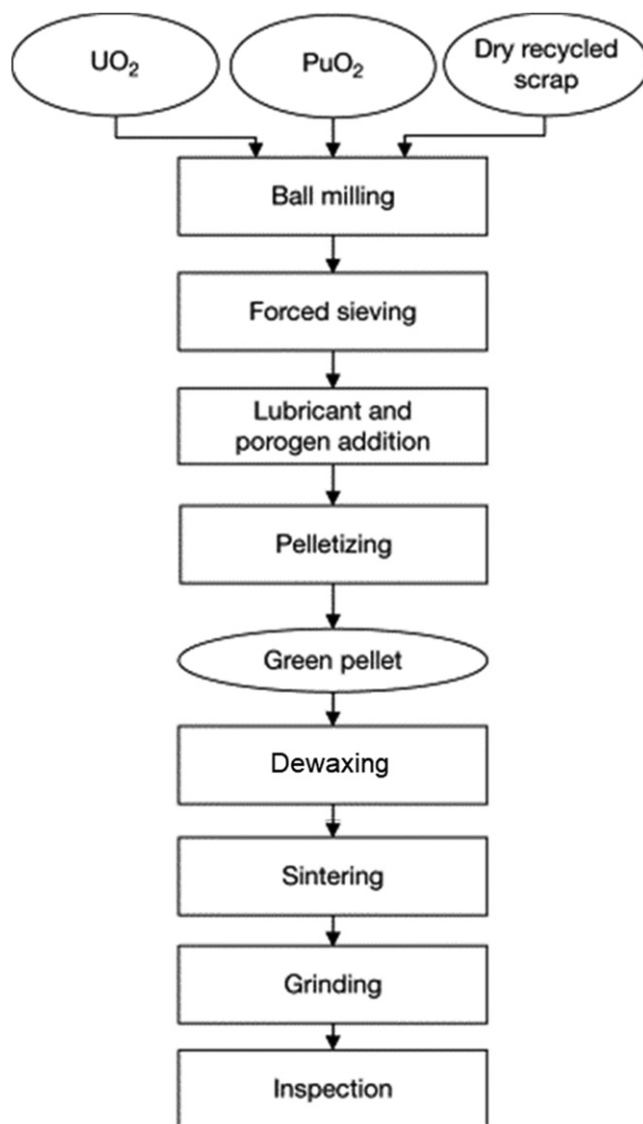 UO₂
PuO₂
Dry recycled
scrap
Ball milling
Forced sieving
Lubricant and
porogen addition
Pelletizing
Green pellet
Dewaxing
Sintering
Grinding
Inspection